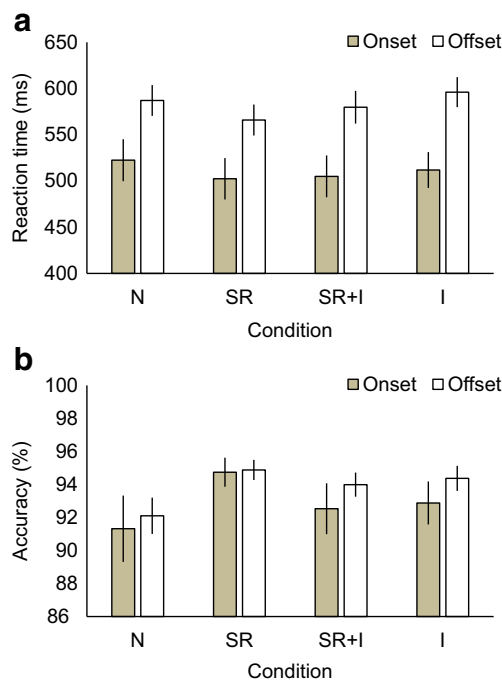 a
Reaction time (ms)
650
600
550
500
450
400
Onset Offset
N SR SR+I I
Condition
b
Accuracy (%)
100
98
96
94
92
90
88
86
Onset Offset
N SR SR+I I
Condition